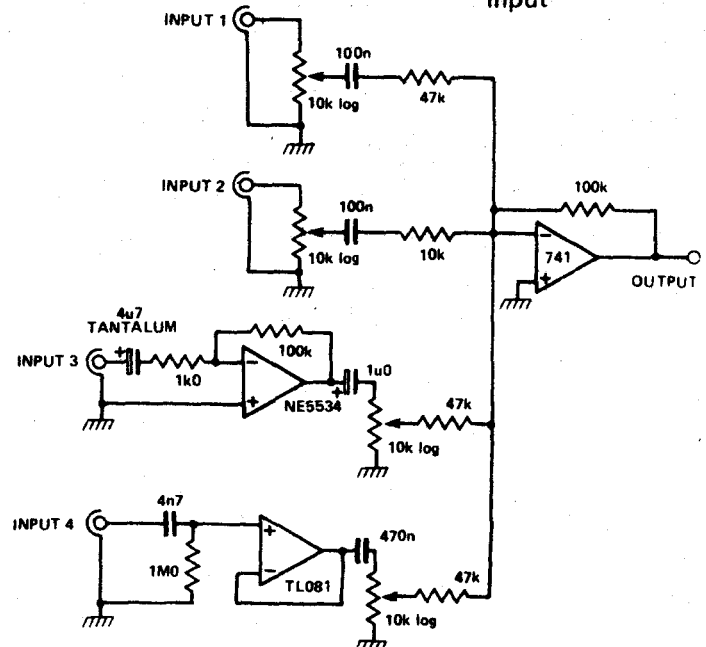 input
INPUT 1
100n
10k log
47k
INPUT 2
100n
10k log
10k
100k
−
741
+
OUTPUT
4u7
TANTALUM
INPUT 3
+
1k0
100k
−
+
NE5534
1u0
+
10k log
47k
INPUT 4
4n7
1M0
+
−
TL081
470n
10k log
47k